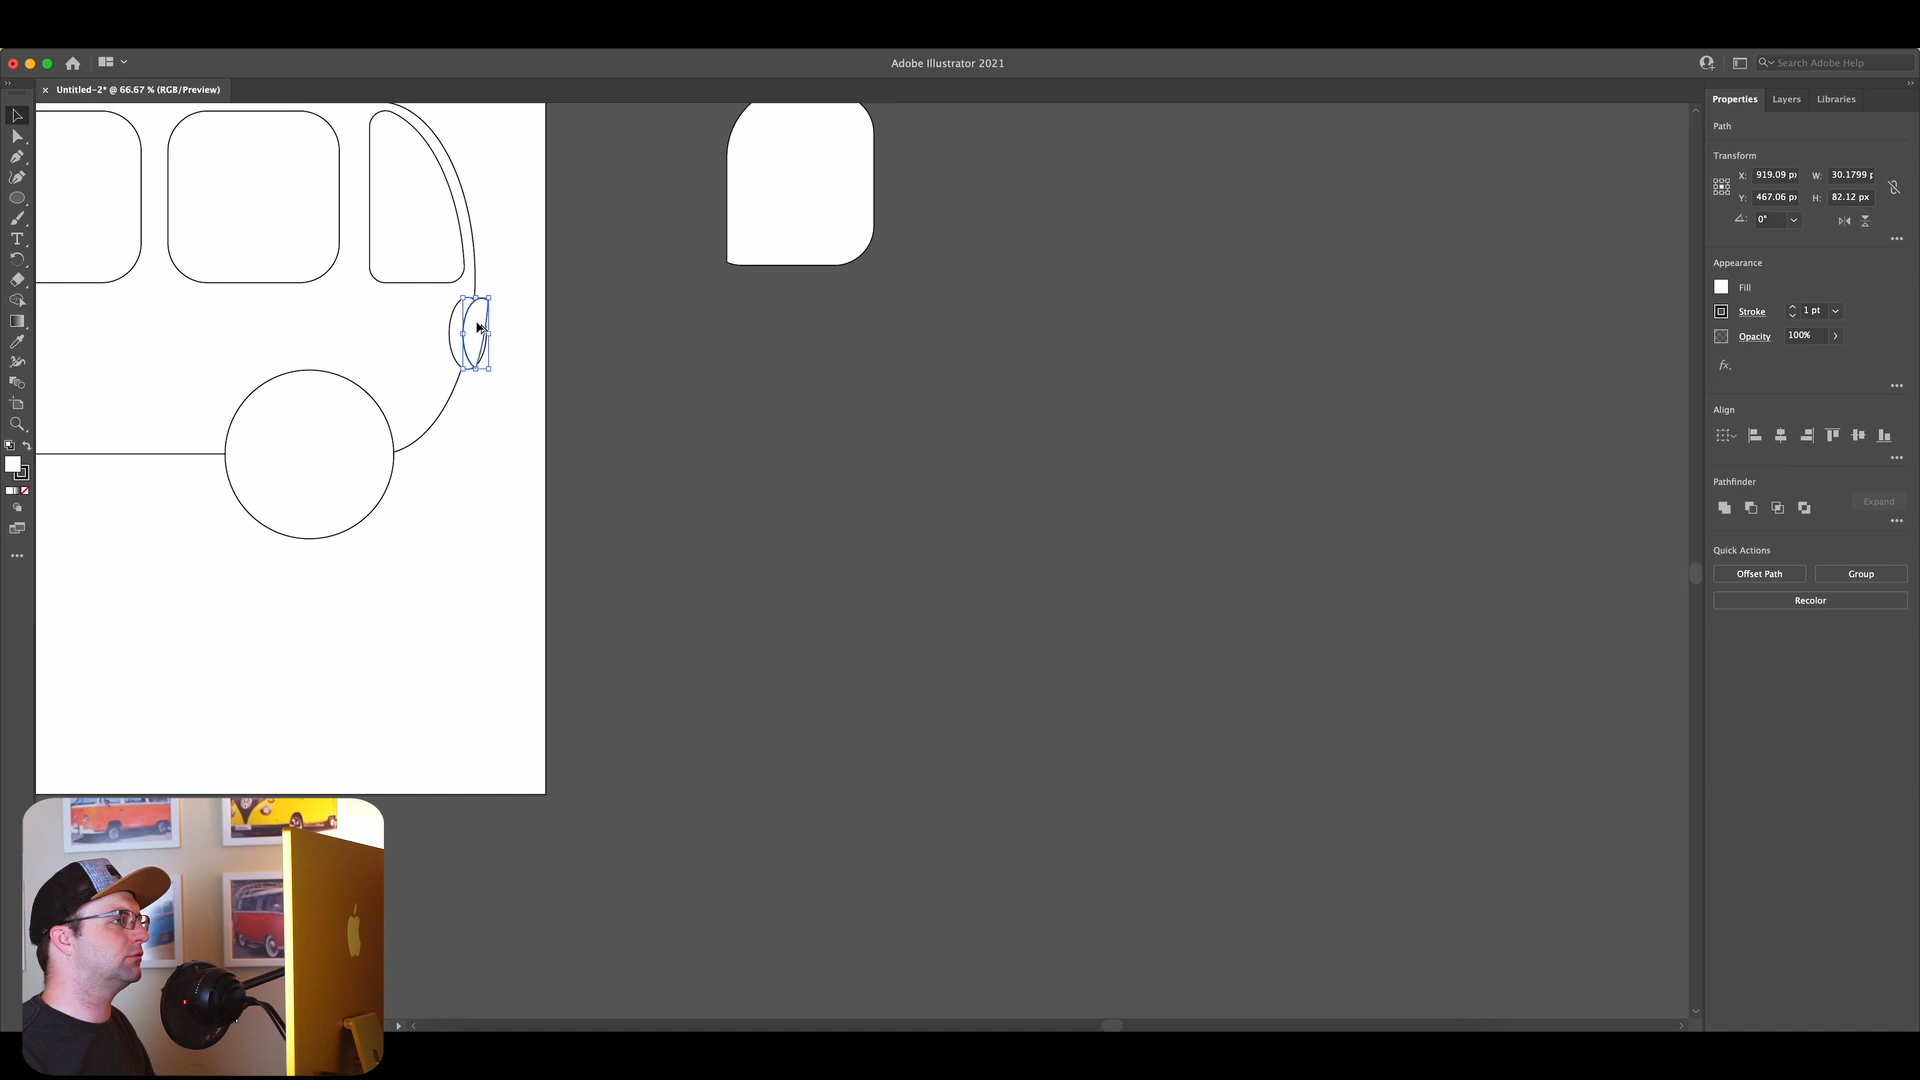 Adobe Illustrator 2021
Search Adobe Help
× Untitled-2* @ 66.67 % (RGB/Preview)
Properties Layers Libraries
Path
Transform
X: 919.09 px W: 30.1799 p
Y: 467.06 px H: 82.12 px
0°
Appearance
Fill
Stroke 1 pt
Opacity 100%
fx.
Align
Pathfinder
Expand
Quick Actions
Offset Path Group
Recolor